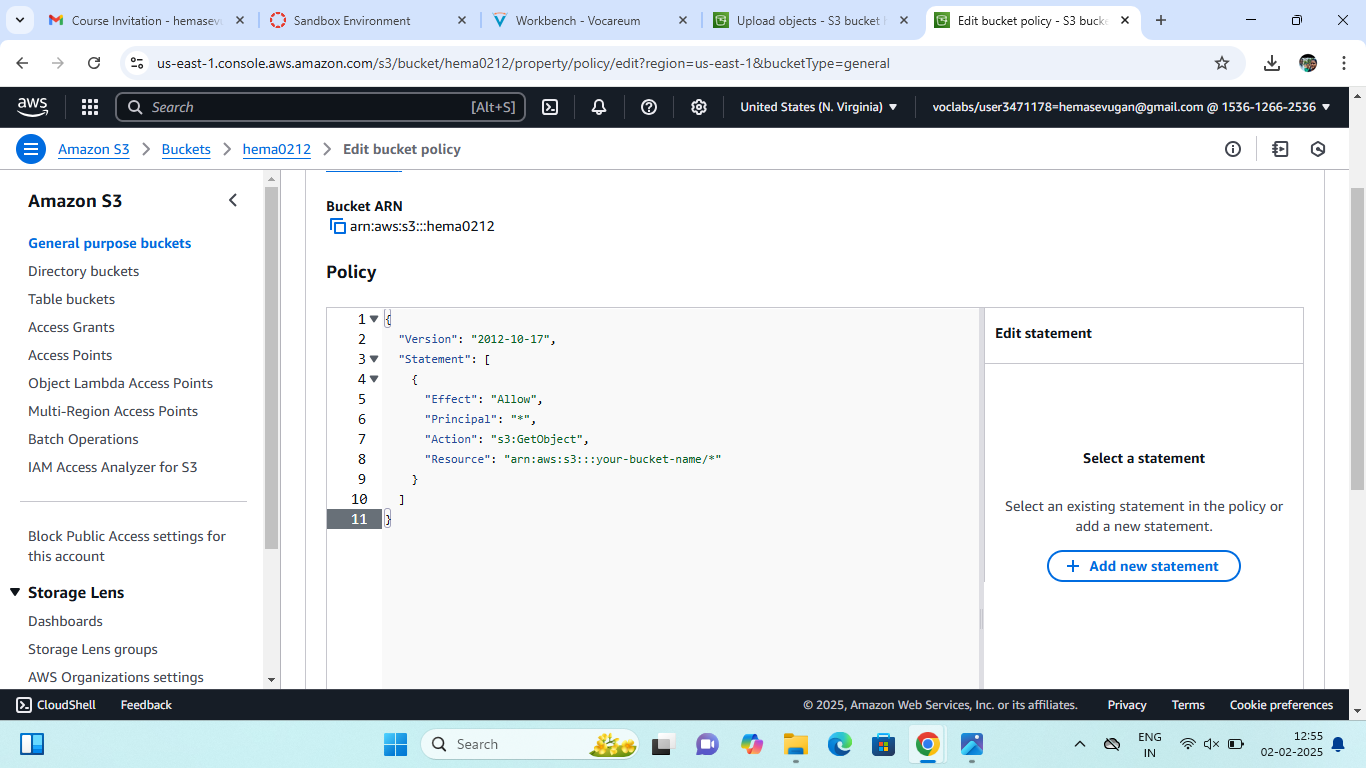 Course Invitation - hemasevu
Sandbox Environment
Workbench - Vocareum
Upload objects - S3 bucket
Edit bucket policy - S3 bucke
us-east-1.console.aws.amazon.com/s3/bucket/hema0212/property/policy/edit?region=us-east-1&bucketType=general
aws
Search
[Alt+S]
United States (N. Virginia)
voclabs/user3471178=hemasevugan@gmail.com @ 1536-1266-2536
Amazon S3
Buckets
hema0212
Edit bucket policy
Amazon S3
General purpose buckets
Directory buckets
Table buckets
Access Grants
Access Points
Object Lambda Access Points
Multi-Region Access Points
Batch Operations
IAM Access Analyzer for S3
Block Public Access settings for
this account
Storage Lens
Dashboards
Storage Lens groups
AWS Organizations settings
Bucket ARN
arn:aws:s3:::hema0212
Policy
1 {
2 "Version": "2012-10-17",
3 "Statement": [
4 {
5 "Effect": "Allow",
6 "Principal": "*",
7 "Action": "s3:GetObject",
8 "Resource": "arn:aws:s3:::your-bucket-name/*"
9 }
10 ]
11 }
Edit statement
Select a statement
Select an existing statement in the policy or
add a new statement.
+ Add new statement
CloudShell
Feedback
© 2025, Amazon Web Services, Inc. or its affiliates.
Privacy
Terms
Cookie preferences
Search
ENG
IN
12:55
02-02-2025